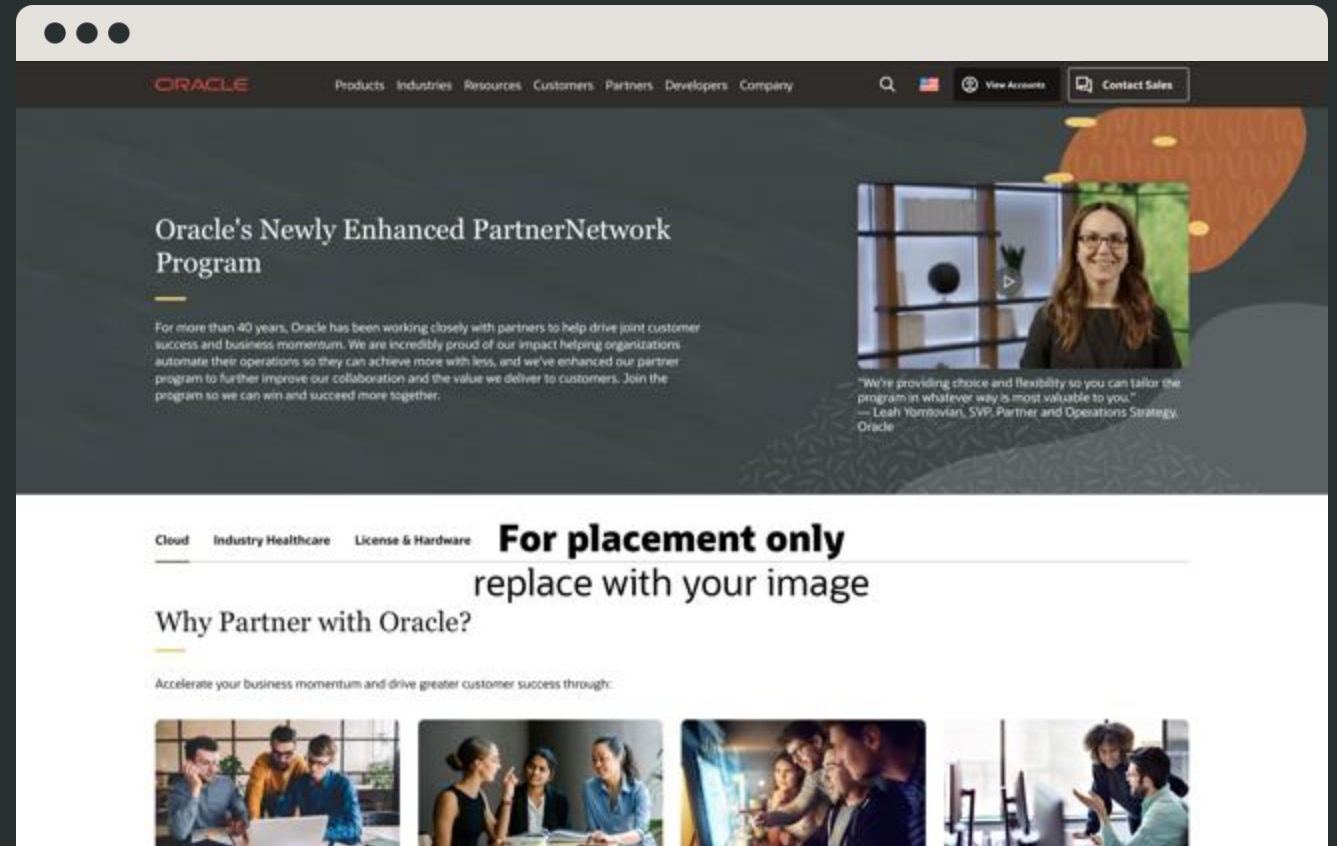 ORACLE
Products Industries Resources Customers Partners Developers Company
View Accounts
Contact Sales
Oracle's Newly Enhanced PartnerNetwork
Program
For more than 40 years, Oracle has been working closely with partners to help drive joint customer
success and business momentum. We are incredibly proud of our impact helping organizations
automate their operations so they can achieve more with less, and we've enhanced our partner
program to further improve our collaboration and the value we deliver to customers. Join the
program so we can win and succeed more together.
"We're providing choice and flexibility so you can tailor the
program in whatever way is most valuable to you."
— Leah Yomtovian, SVP, Partner and Operations Strategy,
Oracle
Cloud Industry Healthcare License & Hardware
For placement only
replace with your image
Why Partner with Oracle?
Accelerate your business momentum and drive greater customer success through: